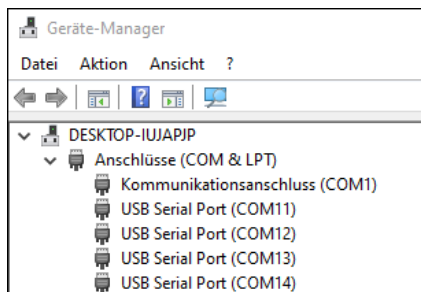 Geräte-Manager
Datei Aktion Ansicht ?
DESKTOP-IUJAPJP
Anschlüsse (COM & LPT)
Kommunikationsanschluss (COM1)
USB Serial Port (COM11)
USB Serial Port (COM12)
USB Serial Port (COM13)
USB Serial Port (COM14)